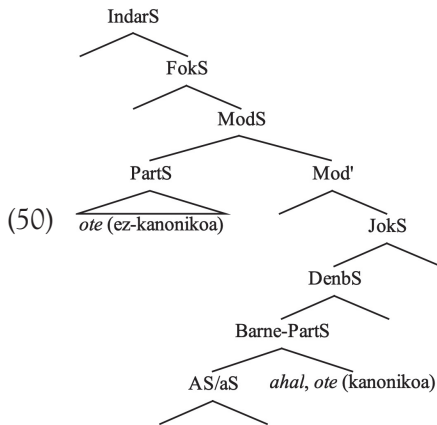 IndarS
FokS
ModS
PartS Mod'
(50) ote (ez-kanonikoa)
JokS
DenbS
Barne-PartS
AS/aS ahal, ote (kanonikoa)